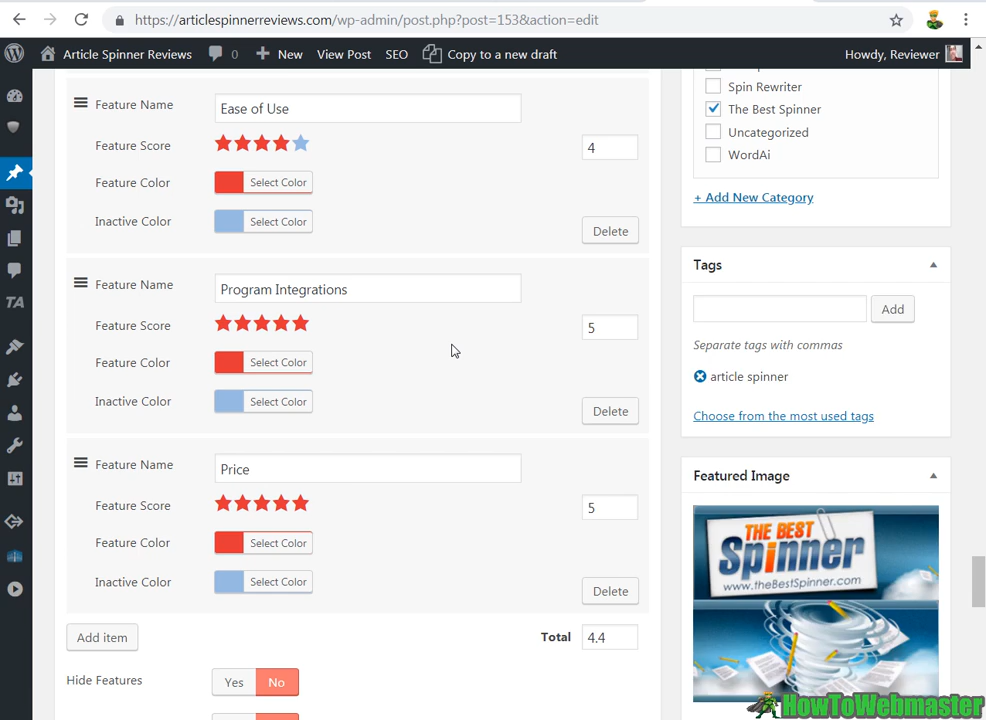 https://articlespinnerreviews.com/wp-admin/post.php?post=153&action=edit
Article Spinner Reviews 0 New View Post SEO Copy to a new draft Howdy, Reviewer
Feature Name Ease of Use
Feature Score 4
Feature Color Select Color
Inactive Color Select Color
Delete
Feature Name Program Integrations
Feature Score 5
Feature Color Select Color
Inactive Color Select Color
Delete
Feature Name Price
Feature Score 5
Feature Color Select Color
Inactive Color Select Color
Delete
Add item Total 4.4
Hide Features Yes No
Spin Rewriter
The Best Spinner
Uncategorized
WordAi
+ Add New Category
Tags
Add
Separate tags with commas
article spinner
Choose from the most used tags
Featured Image
THE BEST
Spinner
www.theBestSpinner.com
HowToWebmaster
TA